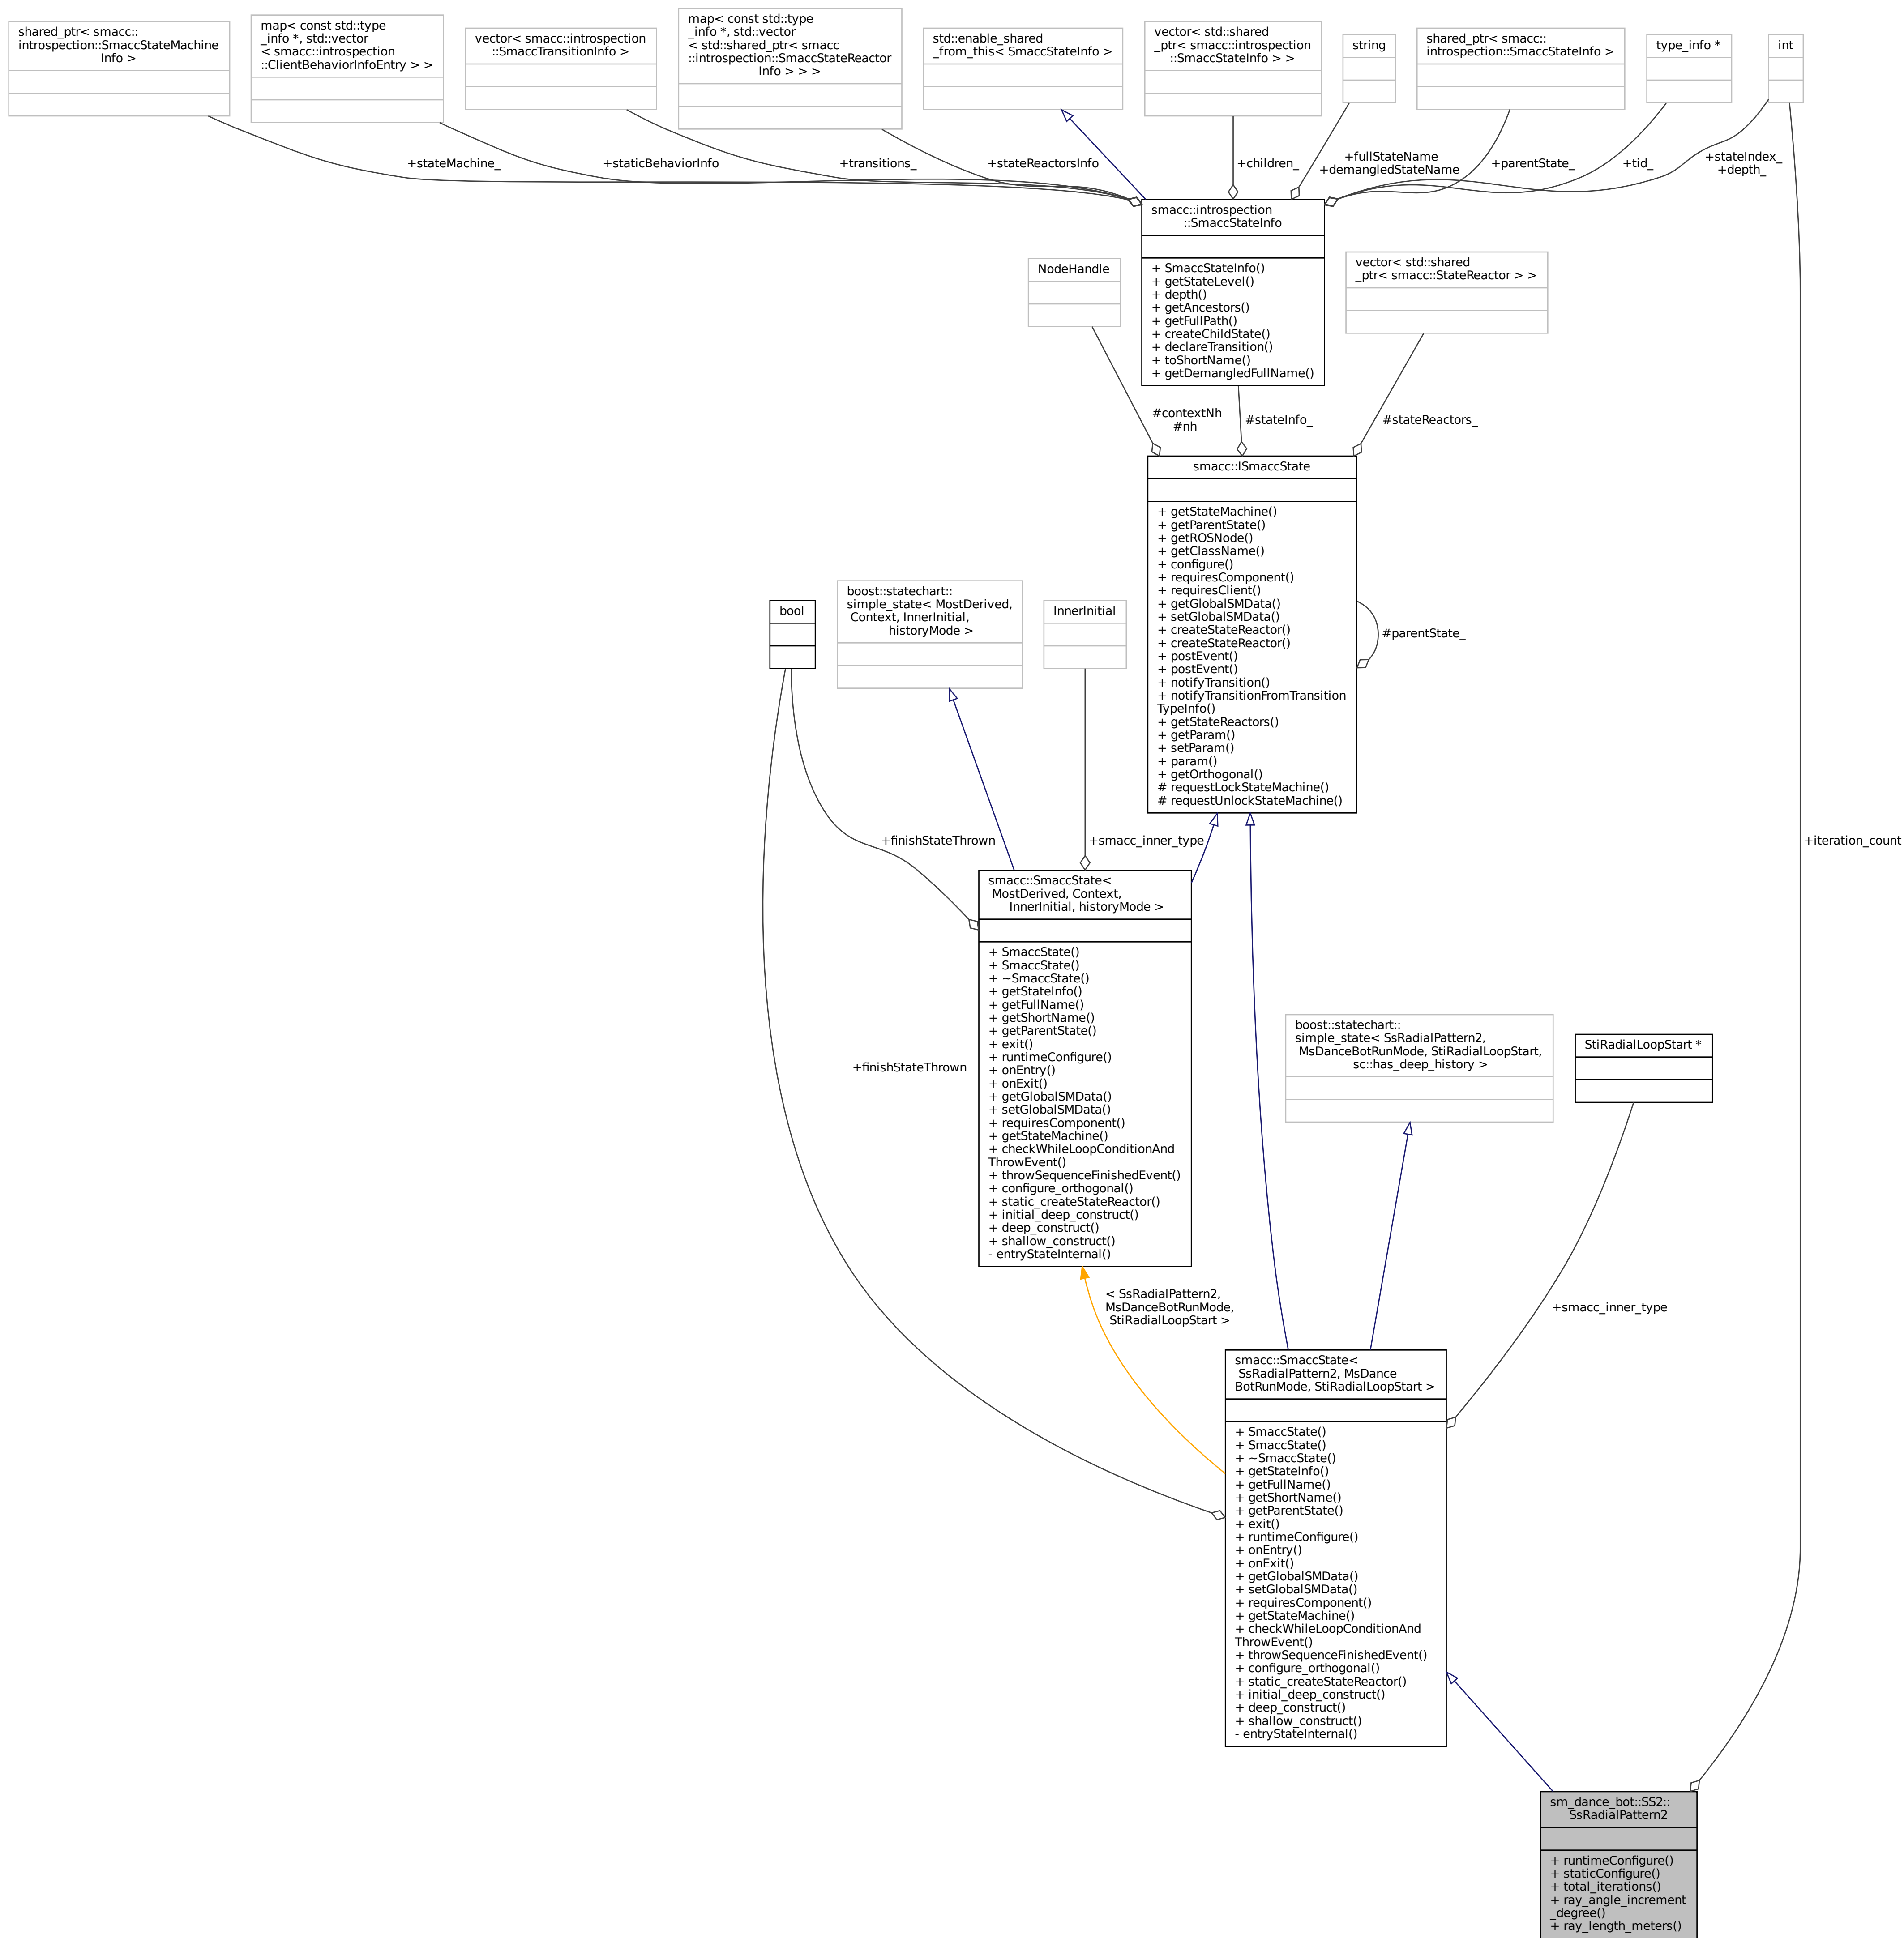 shared_ptr< smacc::
introspection::SmaccStateMachine
Info >
map< const std::type
_info *, std::vector
< smacc::introspection
::ClientBehaviorInfoEntry > >
vector< smacc::introspection
::SmaccTransitionInfo >
map< const std::type
_info *, std::vector
< std::shared_ptr< smacc
::introspection::SmaccStateReactor
Info > > >
std::enable_shared
_from_this< SmaccStateInfo >
vector< std::shared
_ptr< smacc::introspection
::SmaccStateInfo > >
string
shared_ptr< smacc::
introspection::SmaccStateInfo >
type_info *
int
+stateMachine_
+staticBehaviorInfo
+transitions_
+stateReactorsInfo
+children_
+fullStateName
+demangledStateName
+parentState_
+tid_
+stateIndex_
+depth_
smacc::introspection
::SmaccStateInfo
+ SmaccStateInfo()
+ getStateLevel()
+ depth()
+ getAncestors()
+ getFullPath()
+ createChildState()
+ declareTransition()
+ toShortName()
+ getDemangledFullName()
NodeHandle
vector< std::shared
_ptr< smacc::StateReactor > >
#contextNh
#nh
#stateInfo_
#stateReactors_
smacc::ISmaccState
+ getStateMachine()
+ getParentState()
+ getROSNode()
+ getClassName()
+ configure()
+ requiresComponent()
+ requiresClient()
+ getGlobalSMData()
+ setGlobalSMData()
+ createStateReactor()
+ createStateReactor()
+ postEvent()
+ postEvent()
+ notifyTransition()
+ notifyTransitionFromTransition
TypeInfo()
+ getStateReactors()
+ getParam()
+ setParam()
+ param()
+ getOrthogonal()
# requestLockStateMachine()
# requestUnlockStateMachine()
#parentState_
bool
boost::statechart::
simple_state< MostDerived,
Context, InnerInitial,
historyMode >
InnerInitial
+finishStateThrown
+smacc_inner_type
+iteration_count
smacc::SmaccState<
MostDerived, Context,
InnerInitial, historyMode >
+ SmaccState()
+ SmaccState()
+ ~SmaccState()
+ getStateInfo()
+ getFullName()
+ getShortName()
+ getParentState()
+ exit()
+ runtimeConfigure()
+ onEntry()
+ onExit()
+ getGlobalSMData()
+ setGlobalSMData()
+ requiresComponent()
+ getStateMachine()
+ checkWhileLoopConditionAnd
ThrowEvent()
+ throwSequenceFinishedEvent()
+ configure_orthogonal()
+ static_createStateReactor()
+ initial_deep_construct()
+ deep_construct()
+ shallow_construct()
- entryStateInternal()
+finishStateThrown
boost::statechart::
simple_state< SsRadialPattern2,
MsDanceBotRunMode, StiRadialLoopStart,
sc::has_deep_history >
StiRadialLoopStart *
< SsRadialPattern2,
MsDanceBotRunMode,
StiRadialLoopStart >
+smacc_inner_type
smacc::SmaccState<
SsRadialPattern2, MsDance
BotRunMode, StiRadialLoopStart >
+ SmaccState()
+ SmaccState()
+ ~SmaccState()
+ getStateInfo()
+ getFullName()
+ getShortName()
+ getParentState()
+ exit()
+ runtimeConfigure()
+ onEntry()
+ onExit()
+ getGlobalSMData()
+ setGlobalSMData()
+ requiresComponent()
+ getStateMachine()
+ checkWhileLoopConditionAnd
ThrowEvent()
+ throwSequenceFinishedEvent()
+ configure_orthogonal()
+ static_createStateReactor()
+ initial_deep_construct()
+ deep_construct()
+ shallow_construct()
- entryStateInternal()
sm_dance_bot::SS2::
SsRadialPattern2
+ runtimeConfigure()
+ staticConfigure()
+ total_iterations()
+ ray_angle_increment
_degree()
+ ray_length_meters()